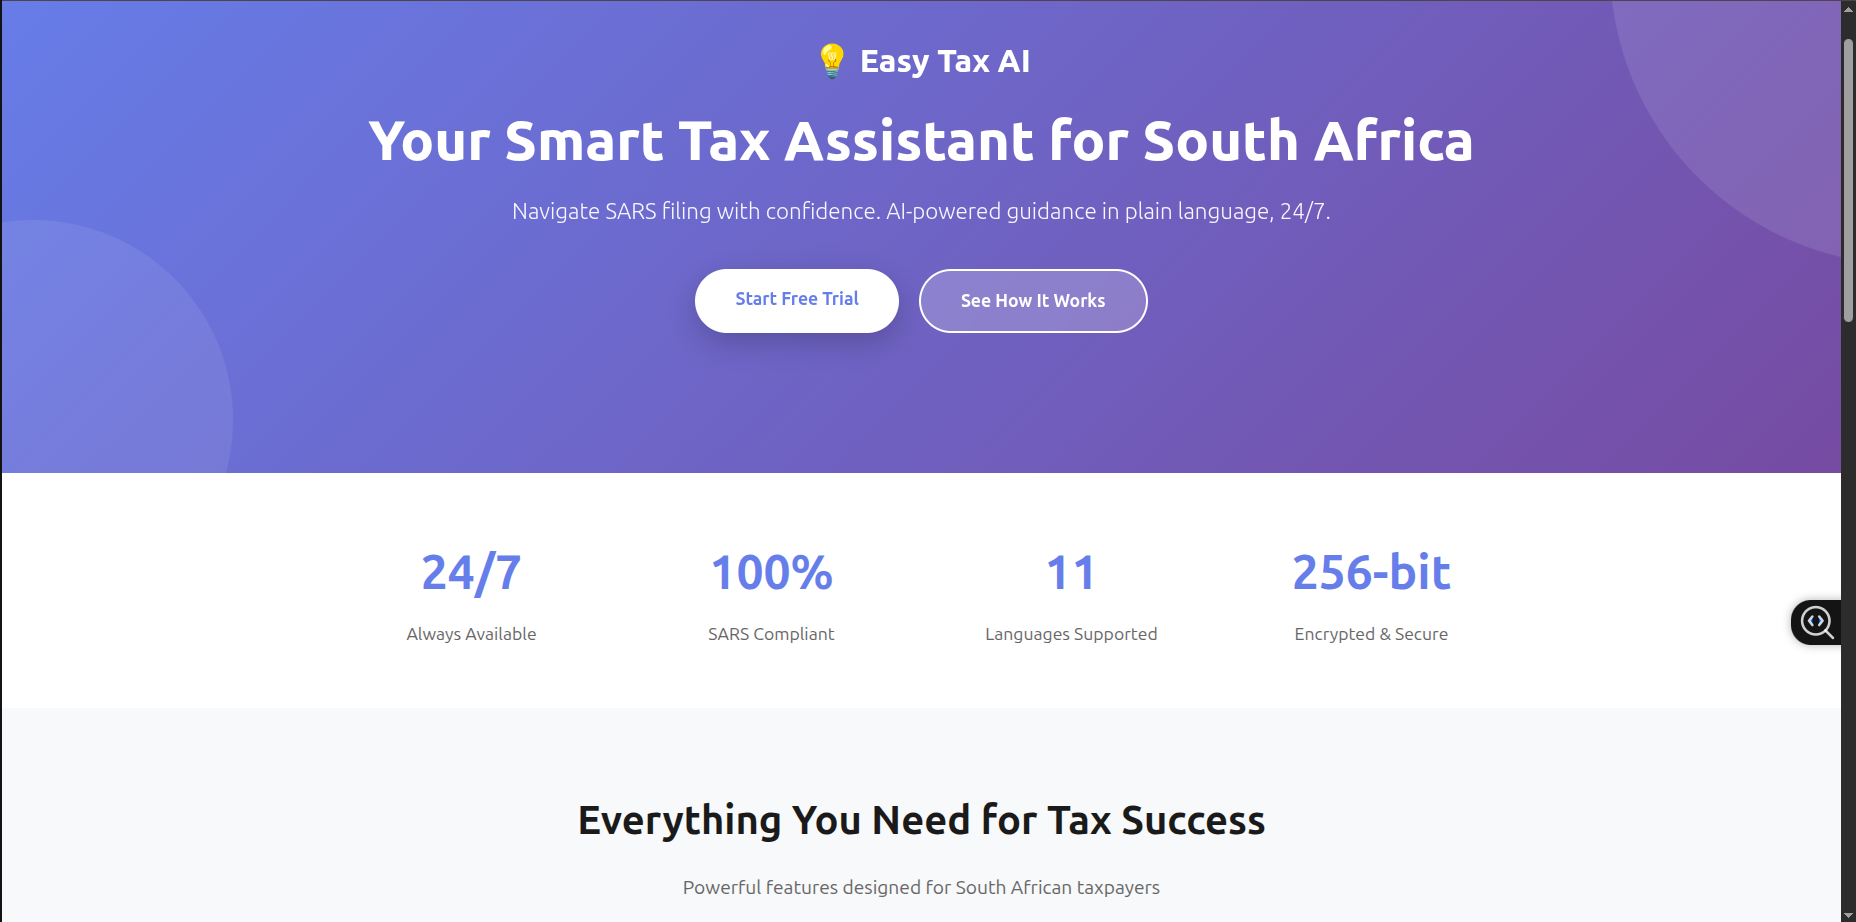 💡 Easy Tax AI
Your Smart Tax Assistant for South Africa
Navigate SARS filing with confidence. AI-powered guidance in plain language, 24/7.
Start Free Trial
See How It Works
24/7
Always Available
100%
SARS Compliant
11
Languages Supported
256-bit
Encrypted & Secure
Everything You Need for Tax Success
Powerful features designed for South African taxpayers